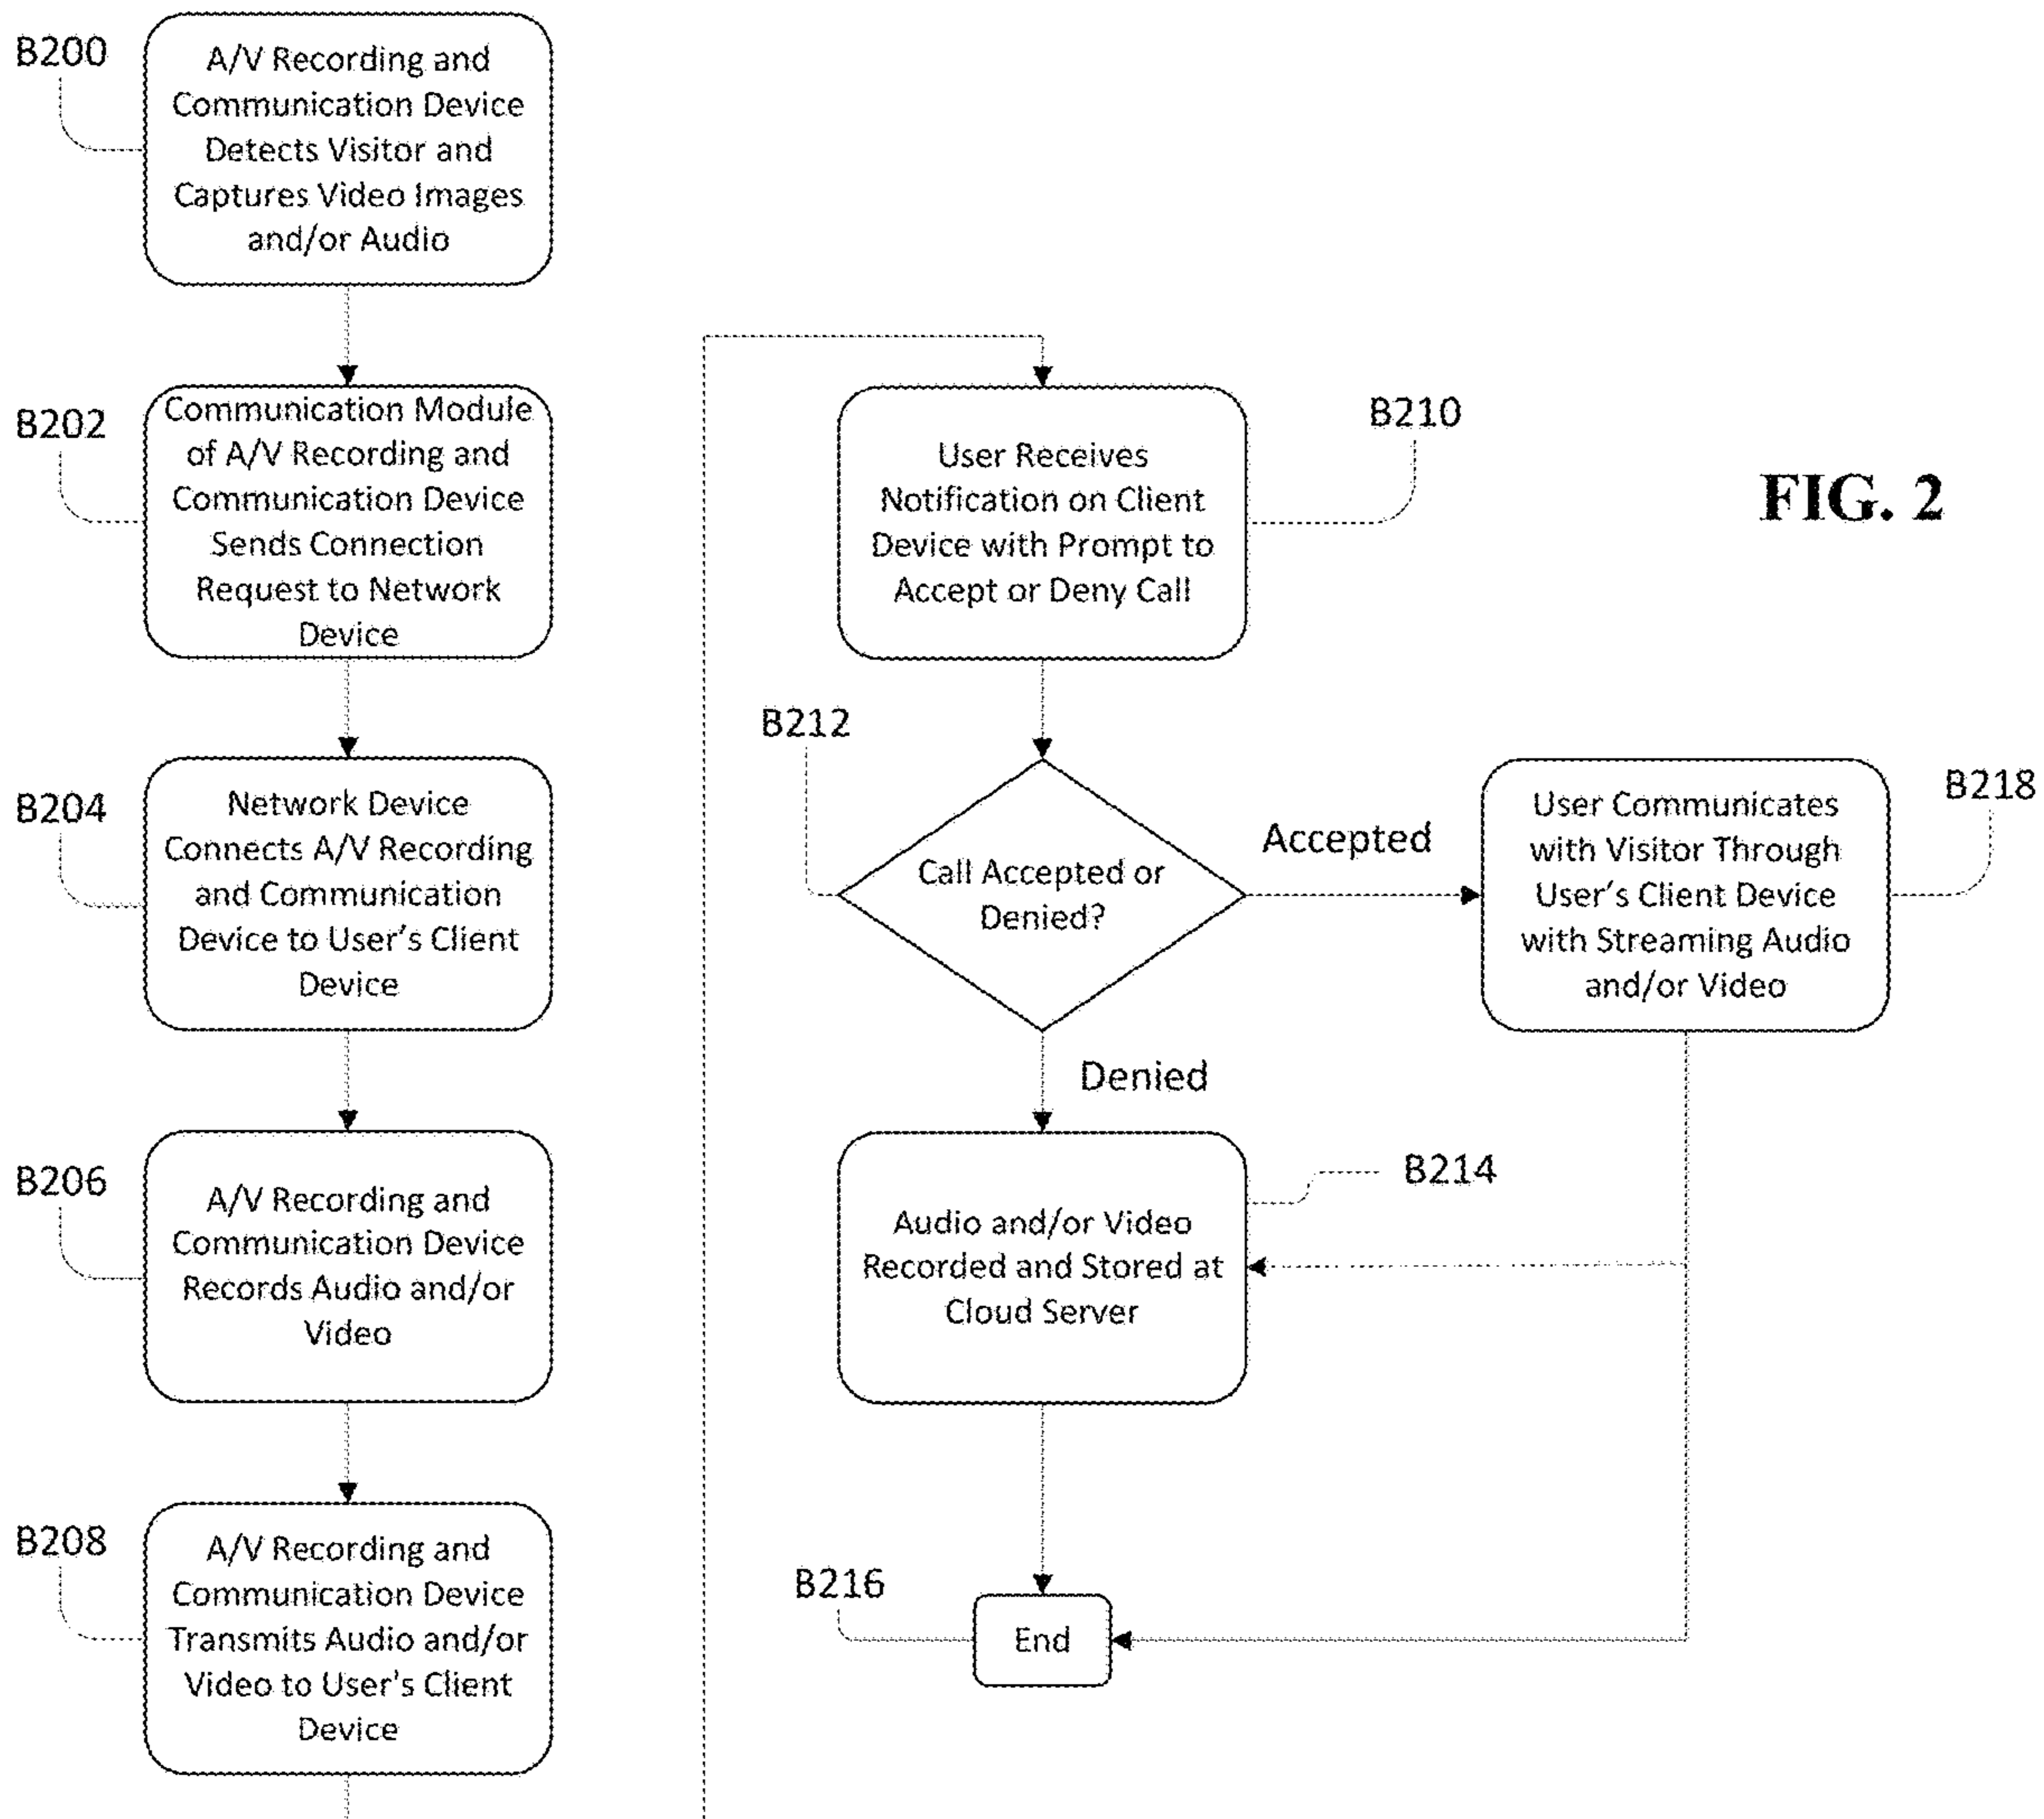 B200
A/V Recording and
Communication Device
Detects Visitor and
Captures Video Images
and/or Audio
B202
Communication Module
of A/V Recording and
Communication Device
Sends Connection
Request to Network
Device
B204
Network Device
Connects A/V Recording
and Communication
Device to User's Client
Device
B206
A/V Recording and
Communication Device
Records Audio and/or
Video
B208
A/V Recording and
Communication Device
Transmits Audio and/or
Video to User's Client
Device
B210
User Receives
Notification on Client
Device with Prompt to
Accept or Deny Call
FIG. 2
B212
Call Accepted or
Denied?
Accepted
B218
User Communicates
with Visitor Through
User's Client Device
with Streaming Audio
and/or Video
Denied
B214
Audio and/or Video
Recorded and Stored at
Cloud Server
B216
End